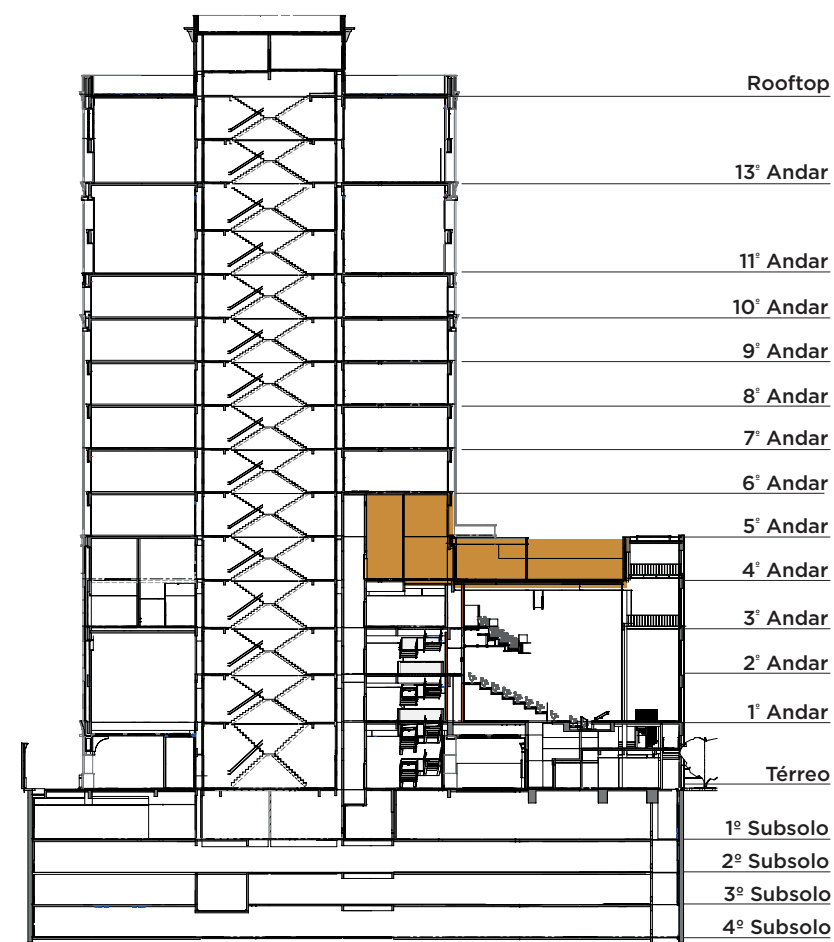 Rooftop
13º Andar
11º Andar
10º Andar
9º Andar
8º Andar
7º Andar
6º Andar
5º Andar
4º Andar
3º Andar
2º Andar
1º Andar
Térreo
1º Subsolo
2º Subsolo
3º Subsolo
4º Subsolo